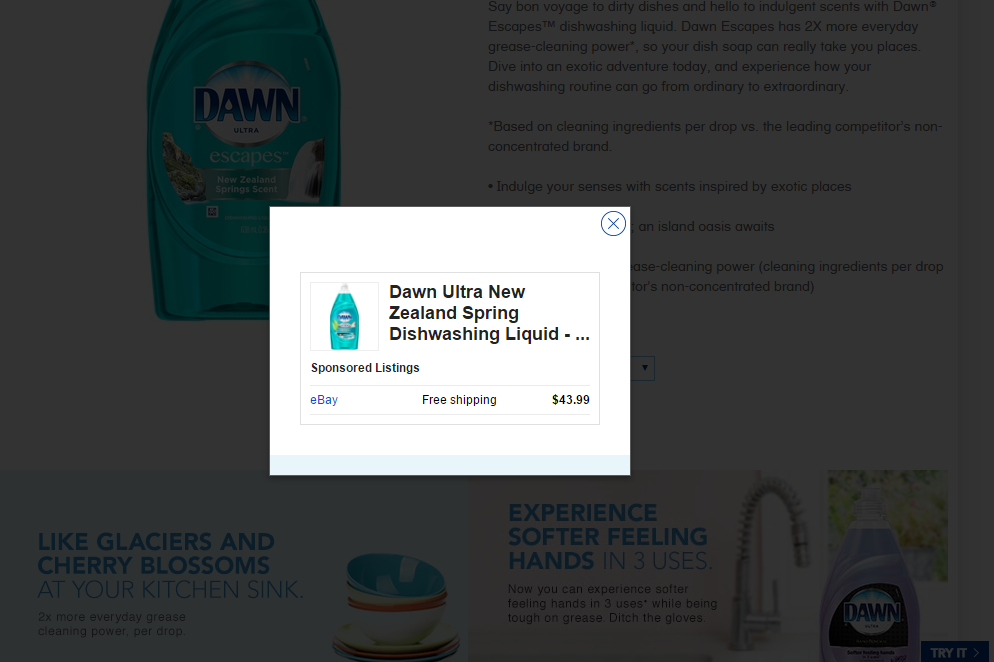 Say bon voyage to dirty dishes and hello to indulgent scents with Dawn®
Escapes™ dishwashing liquid. Dawn Escapes has 2X more everyday
grease-cleaning power*, so your dish soap can really take you places.
Dive into an exotic adventure today, and experience how your
dishwashing routine can go from ordinary to extraordinary.
*Based on cleaning ingredients per drop vs. the leading competitor's non-
concentrated brand.
• Indulge your senses with scents inspired by exotic places
; an island oasis awaits
ase-cleaning power (cleaning ingredients per drop
tor's non-concentrated brand)
DAWN
ULTRA
escapes™
New Zealand
Springs Scent
Dawn Ultra New
Zealand Spring
Dishwashing Liquid - ...
Sponsored Listings
eBay Free shipping $43.99
LIKE GLACIERS AND
CHERRY BLOSSOMS
AT YOUR KITCHEN SINK.
2x more everyday grease
cleaning power, per drop.
EXPERIENCE
SOFTER FEELING
HANDS IN 3 USES.
Now you can experience softer
feeling hands in 3 uses* while being
tough on grease. Ditch the gloves.
DAWN
ULTRA
TRY IT >